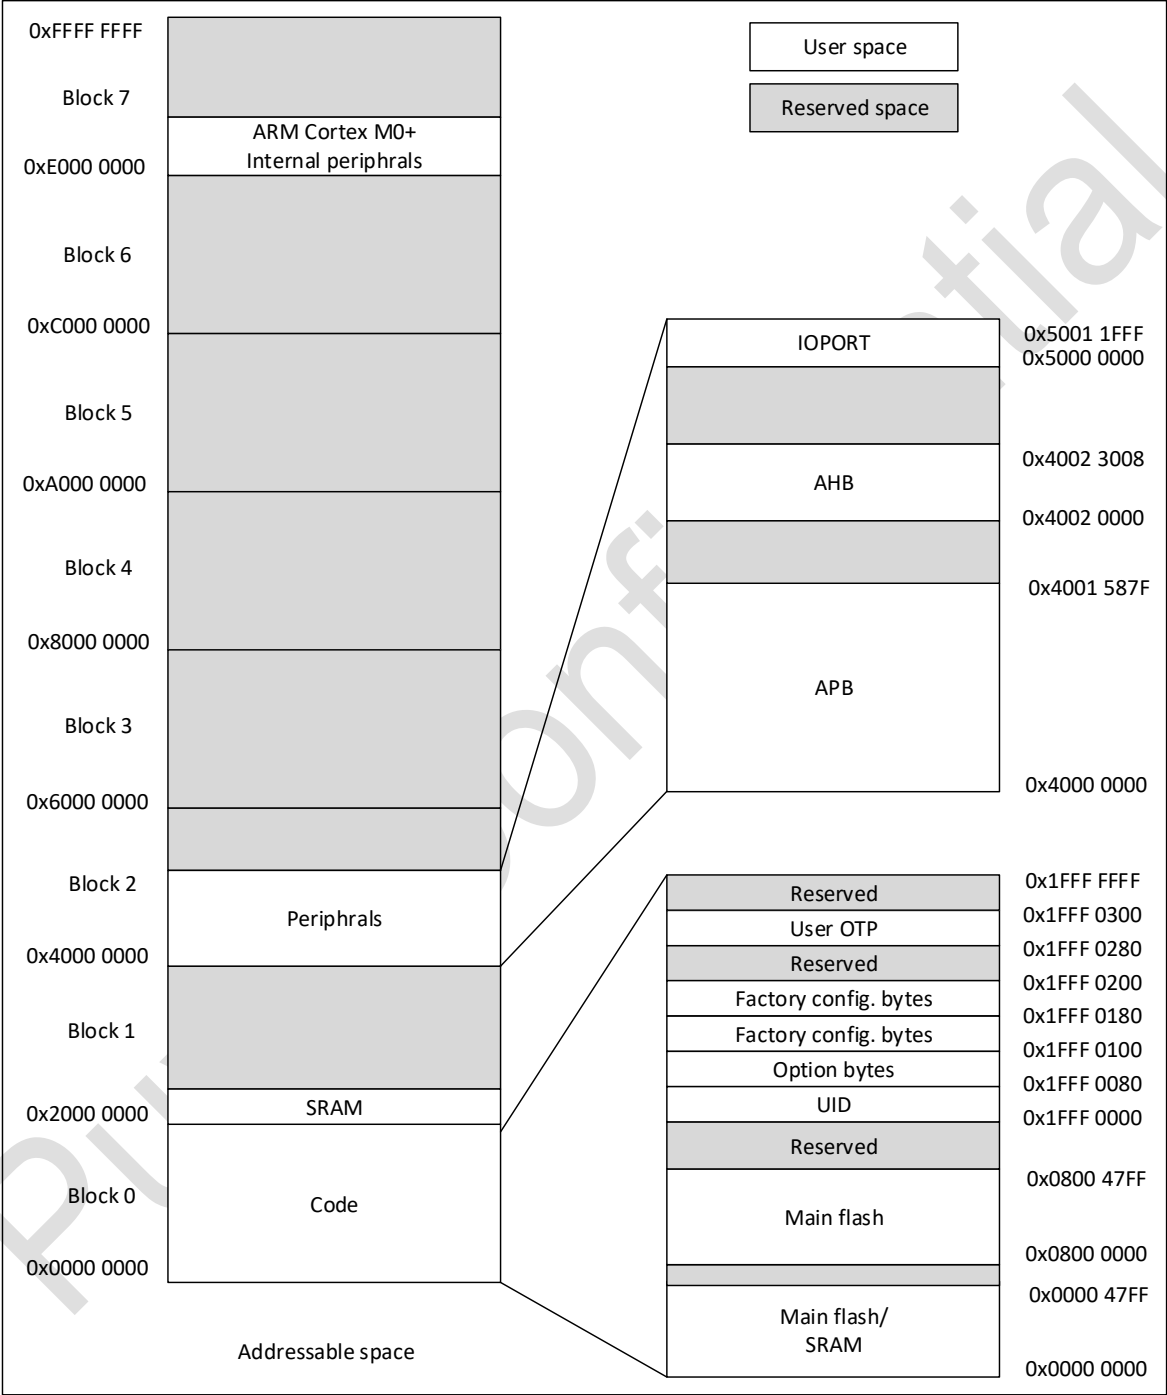 0xFFFF FFFF
Block 7
ARM Cortex M0+
Internal periphrals
0xE000 0000
Block 6
0xC000 0000
Block 5
0xA000 0000
Block 4
0x8000 0000
Block 3
0x6000 0000
Block 2
Periphrals
0x4000 0000
Block 1
0x2000 0000
SRAM
Block 0
Code
0x0000 0000
Addressable space
User space
Reserved space
IOPORT
0x5001 1FFF
0x5000 0000
0x4002 3008
AHB
0x4002 0000
0x4001 587F
APB
0x4000 0000
0x1FFF FFFF
Reserved
0x1FFF 0300
User OTP
0x1FFF 0280
Reserved
0x1FFF 0200
Factory config. bytes
0x1FFF 0180
Factory config. bytes
0x1FFF 0100
Option bytes
0x1FFF 0080
UID
0x1FFF 0000
Reserved
0x0800 47FF
Main flash
0x0800 0000
0x0000 47FF
Main flash/
SRAM
0x0000 0000